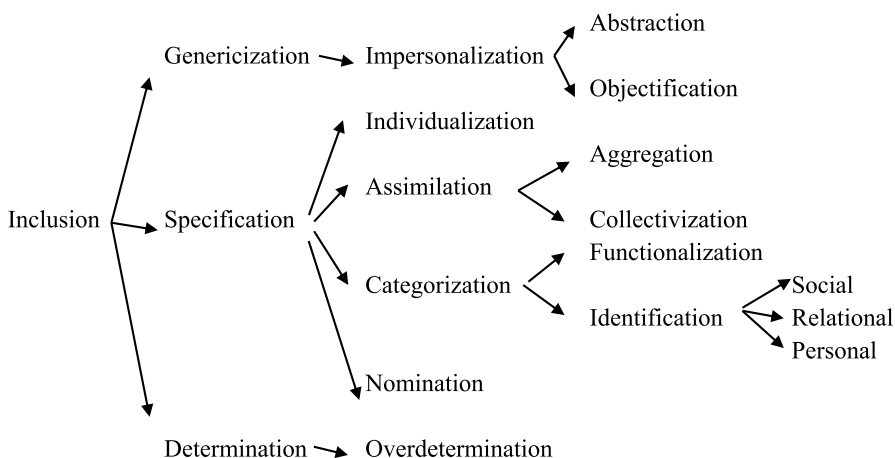 Abstraction
Genericization
Impersonalization
Objectification
Individualization
Aggregation
Assimilation
Inclusion
Specification
Collectivization
Functionalization
Categorization
Social
Identification
Relational
Personal
Nomination
Determination
Overdetermination